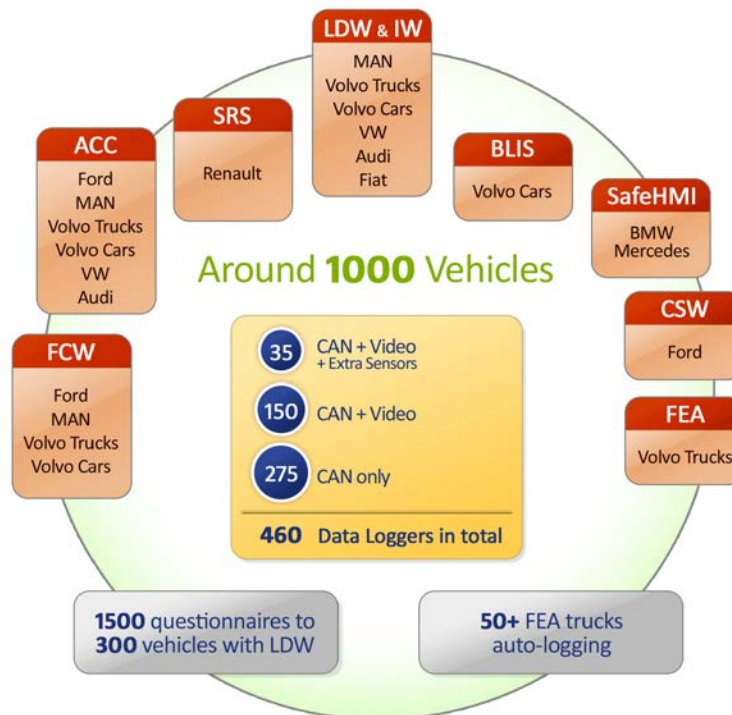 LDW & IW
MAN
Volvo Trucks
Volvo Cars
VW
Audi
Fiat
SRS
Renault
ACC
Ford
MAN
Volvo Trucks
Volvo Cars
VW
Audi
BLIS
Volvo Cars
SafeHMI
BMW
Mercedes
Around 1000 Vehicles
CSW
Ford
FCW
Ford
MAN
Volvo Trucks
Volvo Cars
FEA
Volvo Trucks
35 CAN + Video
+ Extra Sensors
150 CAN + Video
275 CAN only
460 Data Loggers in total
1500 questionnaires to
300 vehicles with LDW
50+ FEA trucks
auto-logging